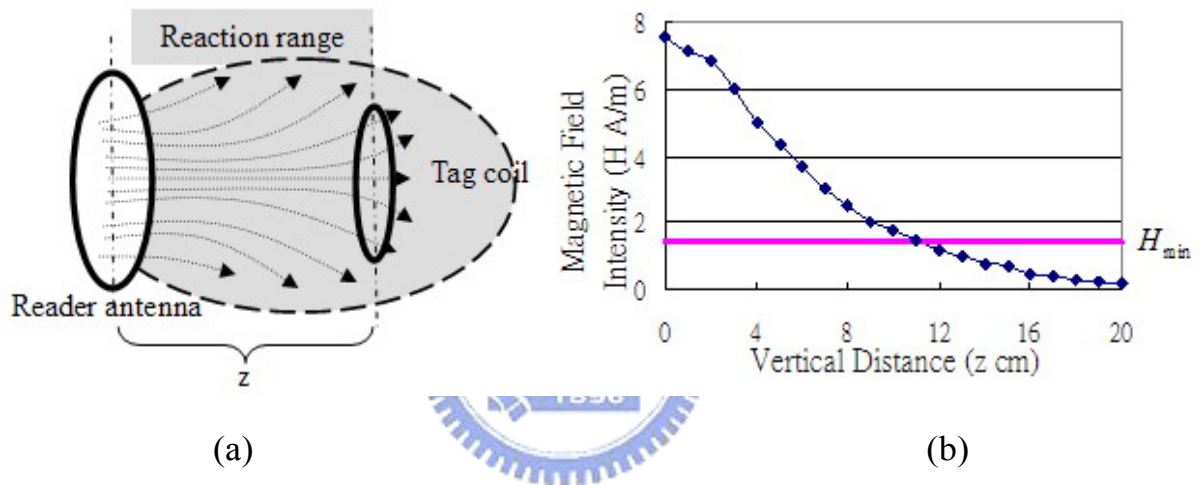 Reaction range
Tag coil
Reader antenna
z
(a)
Magnetic Field
Intensity (H A/m)
8
6
4
2
0
H min
0 4 8 12 16 20
Vertical Distance (z cm)
(b)